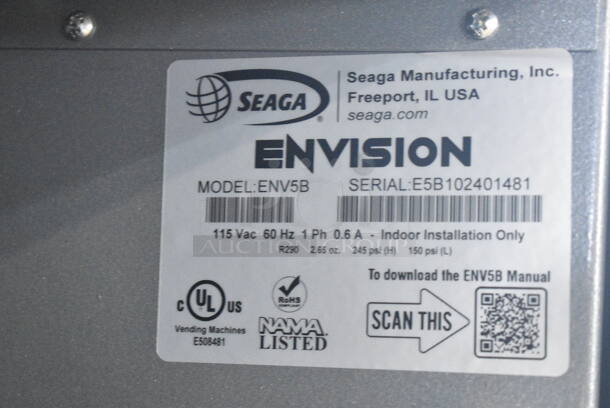 SEAGA®
Seaga Manufacturing, Inc.
Freeport, IL USA
seaga.com
ENVISION
MODEL:ENV5B SERIAL:E5B102401481
115 Vac 60 Hz 1 Ph 0.6 A - Indoor Installation Only
R290 2.65 oz. 245 psi (H) 150 psi (L)
To download the ENV5B Manual
C UL US
Vending Machines
E508481
RoHS
COMPLIANT
NAMA
LISTED
SCAN THIS